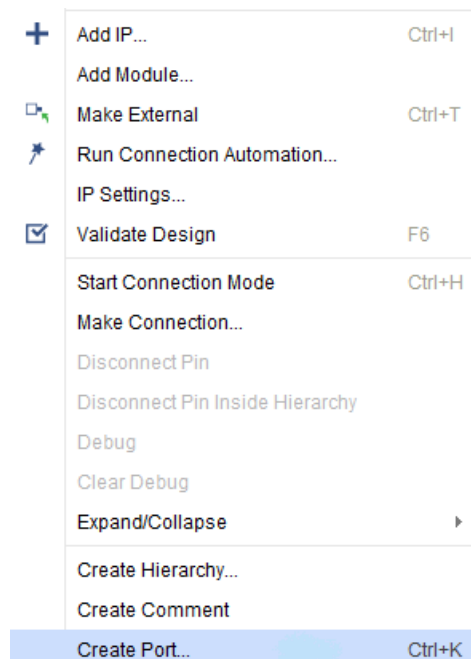 Add IP... Ctrl+I
Add Module...
Make External Ctrl+T
Run Connection Automation...
IP Settings...
Validate Design F6
Start Connection Mode Ctrl+H
Make Connection...
Disconnect Pin
Disconnect Pin Inside Hierarchy
Debug
Clear Debug
Expand/Collapse
Create Hierarchy...
Create Comment
Create Port... Ctrl+K